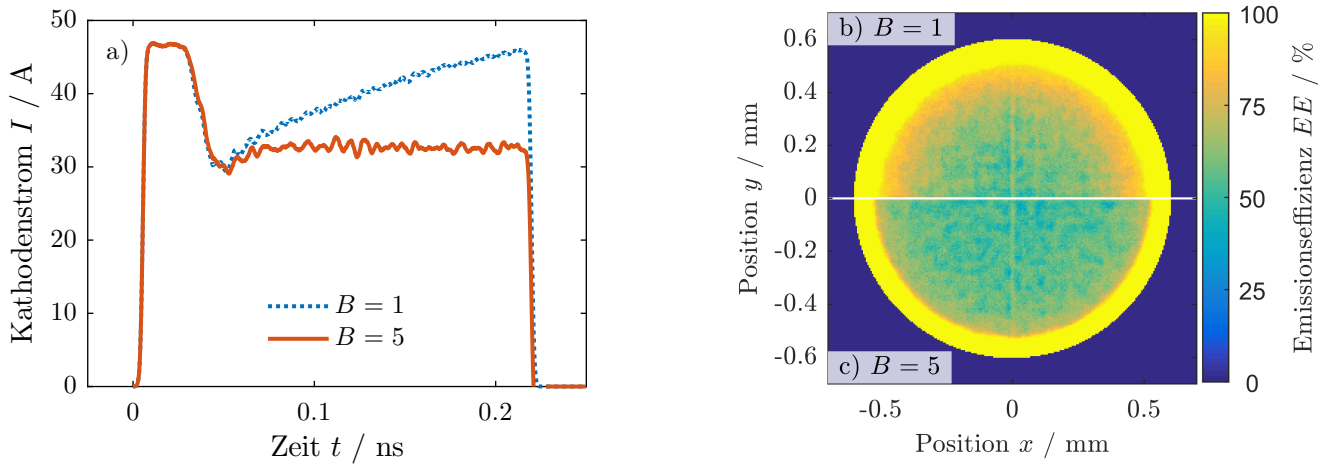 a)
Kathodenstrom I / A
50
40
30
20
10
0
B = 1
B = 5
0
0.1
0.2
Zeit t / ns
b) B = 1
c) B = 5
Position y / mm
0.6
0.4
0.2
0
-0.2
-0.4
-0.6
-0.5
0
0.5
Position x / mm
100
75
50
25
0
Emissionseffizienz EE / %